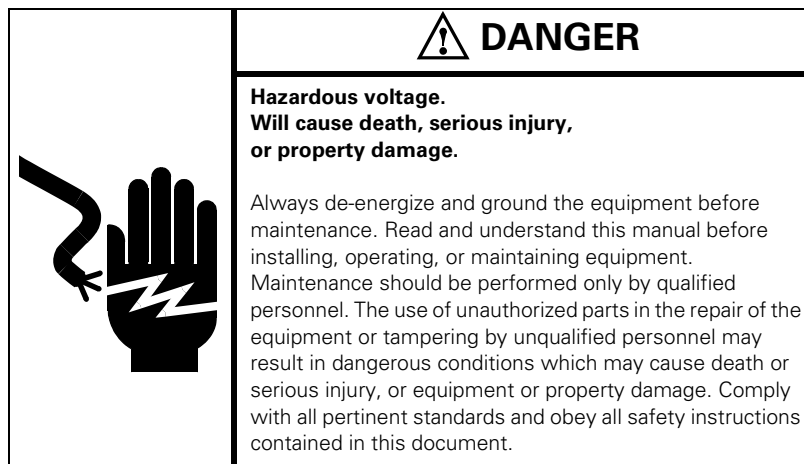 DANGER
Hazardous voltage.
Will cause death, serious injury,
or property damage.
Always de-energize and ground the equipment before
maintenance. Read and understand this manual before
installing, operating, or maintaining equipment.
Maintenance should be performed only by qualified
personnel. The use of unauthorized parts in the repair of the
equipment or tampering by unqualified personnel may
result in dangerous conditions which may cause death or
serious injury, or equipment or property damage. Comply
with all pertinent standards and obey all safety instructions
contained in this document.